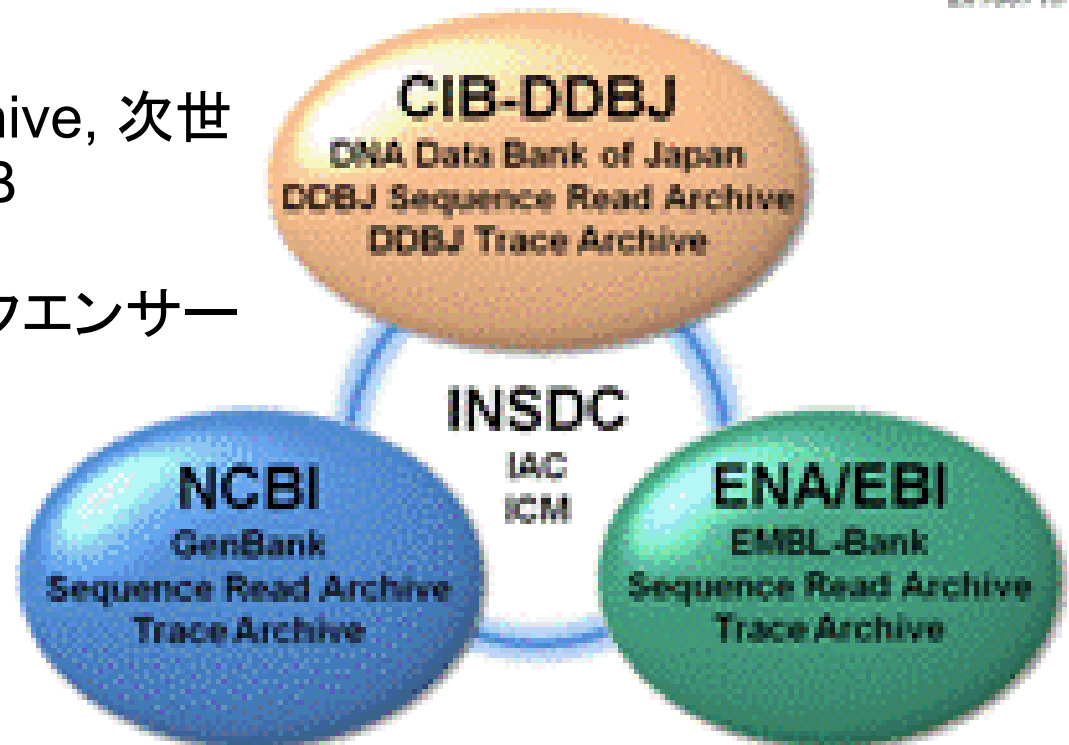 hive, 次世
クエンサー
CIB-DDBJ
DNA Data Bank of Japan
DDBJ Sequence Read Archive
DDBJ Trace Archive
INSDC
IAC
ICM
NCBI
GenBank
Sequence Read Archive
Trace Archive
ENA/EBI
EMBL-Bank
Sequence Read Archive
Trace Archive